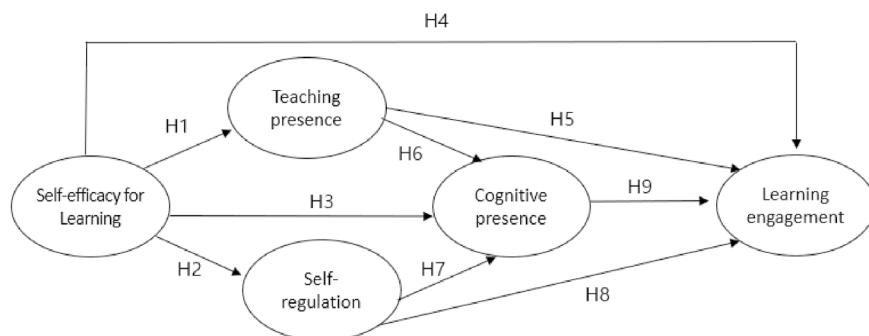 H4
Teaching
presence
H1
H5
H6
Self-efficacy for
Learning
H3
Cognitive
presence
H9
Learning
engagement
H2
Self-
regulation
H7
H8